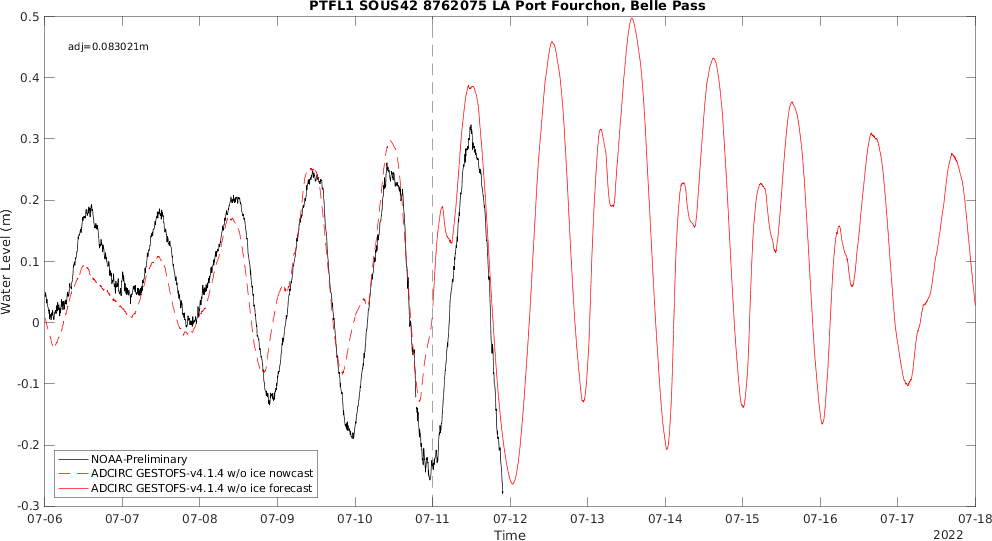 PTFL1 SOUS42 8762075 LA Port Fourchon, Belle Pass
adj=0.083021m
0.5
0.4
0.3
0.2
0.1
0
-0.1
-0.2
-0.3
Water Level (m)
NOAA-Preliminary
ADCIRC GESTOFS-v4.1.4 w/o ice nowcast
ADCIRC GESTOFS-v4.1.4 w/o ice forecast
07-06 07-07 07-08 07-09 07-10 07-11 07-12 07-13 07-14 07-15 07-16 07-17 07-18
Time
2022